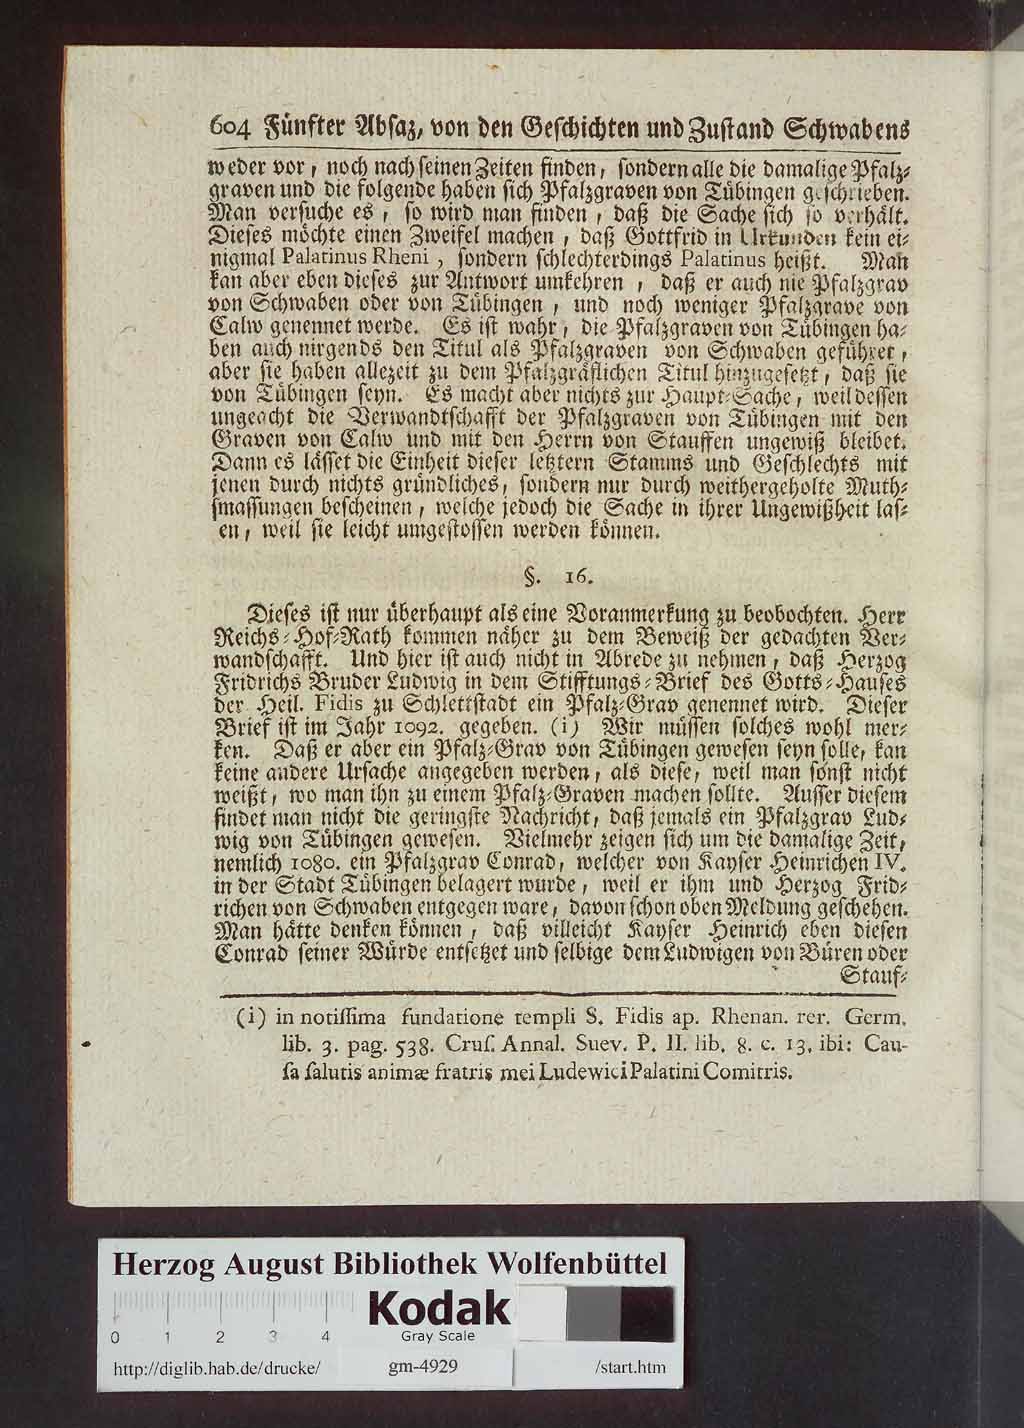 604 Fünfter Absaz, von den Geschichten und Zustand Schwabens
weder vor, noch nach seinen Zeiten finden, sondern alle die damalige Pfalz-
graven und die folgende haben sich Pfalzgraven von Tübingen geschrieben.
Man versuche es, so wird man finden, daß die Sache sich so verhält.
Dieses möchte einen Zweifel machen, daß Gottfrid in Urkunden kein ei-
nigmal Palatinus Rheni, sondern schlechterdings Palatinus heißt. Man
kan aber eben dieses zur Antwort umkehren, daß er auch nie Pfalzgrav
von Schwaben oder von Tübingen, und noch weniger Pfalzgrave von
Calw genennet werde. Es ist wahr, die Pfalzgraven von Tübingen ha-
ben auch nirgends den Titul als Pfalzgraven von Schwaben geführet,
aber sie haben allezeit zu dem Pfalzgräflichen Titul hinzugesetzt, daß sie
von Tübingen seyn. Es macht aber nichts zur Haupt-Sache, weil dessen
ungeacht die Verwandtschafft der Pfalzgraven von Tübingen mit den
Graven von Calw und mit den Herrn von Stauffen ungewiß bleibet.
Dann es lässet die Einheit dieser letztern Stamms und Geschlechts mit
jenen durch nichts gründliches, sondern nur durch weithergeholte Muth-
smassungen bescheinen, welche jedoch die Sache in ihrer Ungewißheit las-
en, weil sie leicht umgestossen werden können.
§. 16.
Dieses ist nur überhaupt als eine Voranmerkung zu beobochten. Herr
Reichs-Hof-Rath kommen näher zu dem Beweiß der gedachten Ver-
wandschafft. Und hier ist auch nicht in Abrede zu nehmen, daß Herzog
Fridrichs Bruder Ludwig in dem Stifftungs-Brief des Gotts-Hauses
der Heil. Fidis zu Schlettstadt ein Pfalz-Grav genennet wird. Dieser
Brief ist im Jahr 1092. gegeben. (i) Wir müssen solches wohl mer-
ken. Daß er aber ein Pfalz-Grav von Tübingen gewesen seyn solle, kan
keine andere Ursache angegeben werden, als diese, weil man sonst nicht
weißt, wo man ihn zu einem Pfalz-Graven machen sollte. Ausser diesem
findet man nicht die geringste Nachricht, daß jemals ein Pfalzgrav Lud-
wig von Tübingen gewesen. Vielmehr zeigen sich um die damalige Zeit,
nemlich 1080. ein Pfalzgrav Conrad, welcher von Kayser Heinrichen IV.
in der Stadt Tübingen belagert wurde, weil er ihm und Herzog Frid-
richen von Schwaben entgegen ware, davon schon oben Meldung geschehen.
Man hätte denken können, daß villeicht Kayser Heinrich eben diesen
Conrad seiner Würde entsetzet und selbige dem Ludwigen von Büren oder
Stauf-
(i) in notissima fundatione templi S. Fidis ap. Rhenan. rer. Germ.
lib. 3. pag. 538. Crus. Annal. Suev. P. II. lib. 8. c. 13. ibi: Cau-
sa salutis animæ fratris mei Ludewici Palatini Comitris.
Herzog August Bibliothek Wolfenbüttel
Kodak
0 1 2 3 4
Gray Scale
http://diglib.hab.de/drucke/ gm-4929 /start.htm